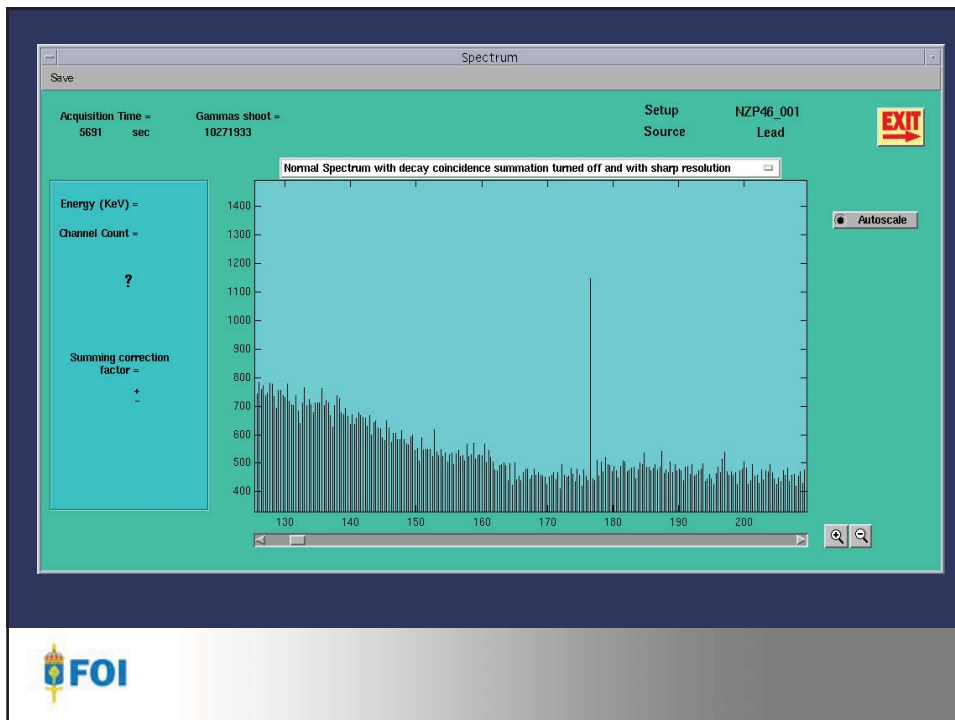 Spectrum
Save
Acquisition Time =
5691 sec
Gammas shoot =
10271933
Setup NZP46_001
Source Lead
EXIT
Normal Spectrum with decay coincidence summation turned off and with sharp resolution
Energy (KeV) =
Channel Count =
?
Summing correction
factor =
+
-
Autoscale
1400
1300
1200
1100
1000
900
800
700
600
500
400
130 140 150 160 170 180 190 200
FOI